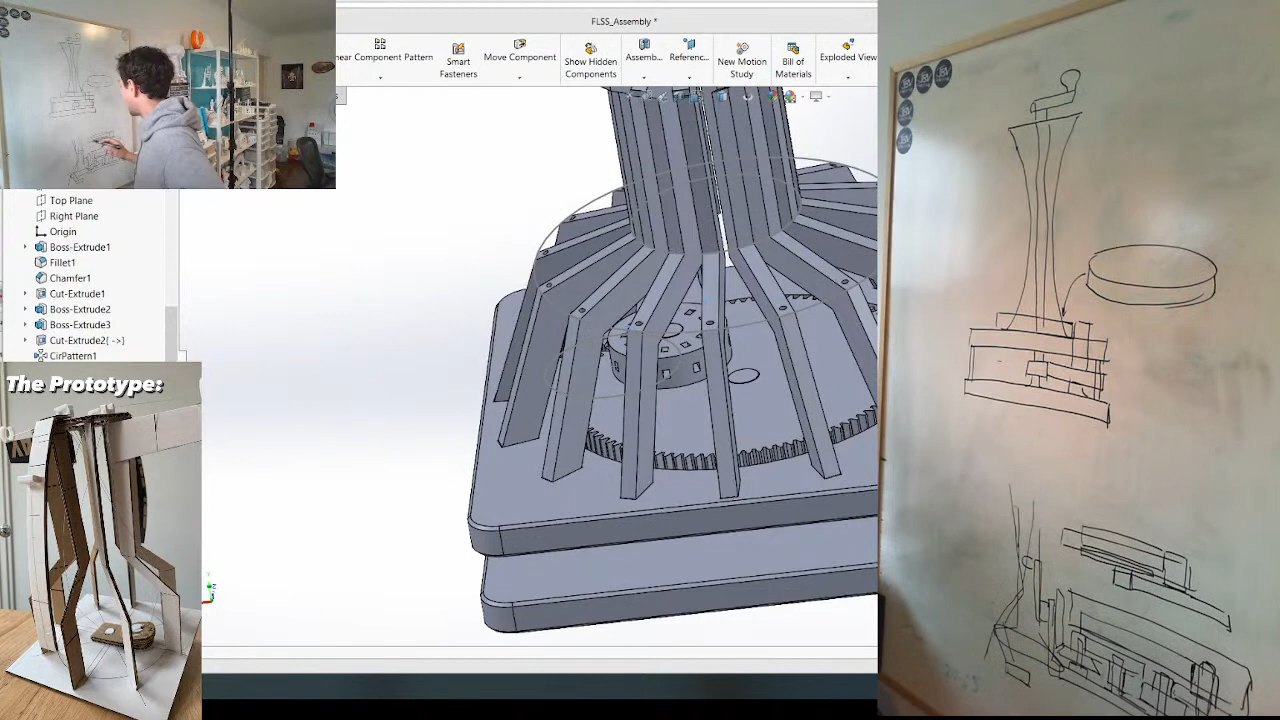 FLSS_Assembly *
near Component Pattern
Smart Fasteners
Move Component
Show Hidden Components
Assemb...
Referenc...
New Motion Study
Bill of Materials
Exploded View
Top Plane
Right Plane
Origin
Boss-Extrude1
Fillet1
Chamfer1
Cut-Extrude1
Boss-Extrude2
Boss-Extrude3
Cut-Extrude2[ ->]
CirPattern1
The Prototype: